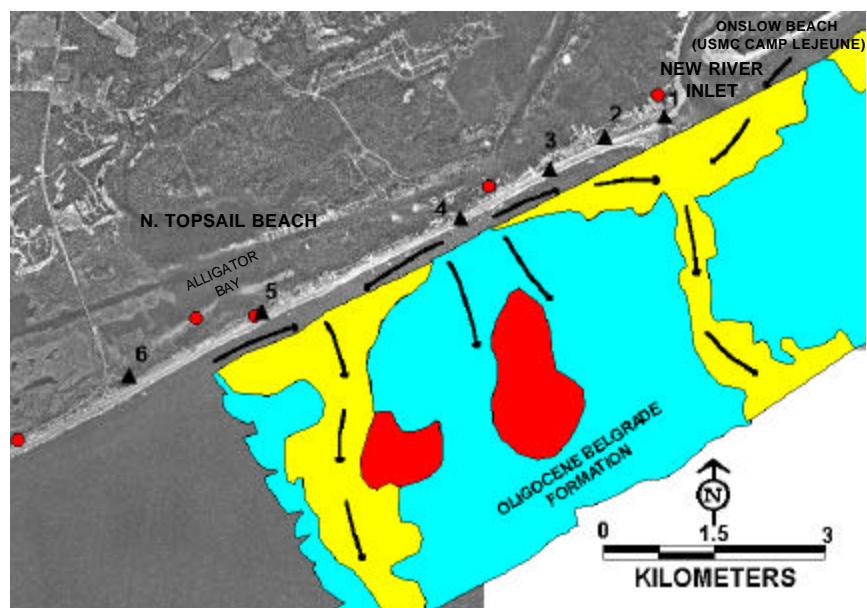 ONSLOW BEACH
(USMC CAMP LEJEUNE)
NEW RIVER
INLET
1
2
3
4
N. TOPSAIL BEACH
ALLIGATOR
BAY
5
6
OLIGOCENE BELGRADE
FORMATION
N
0 1.5 3
KILOMETERS